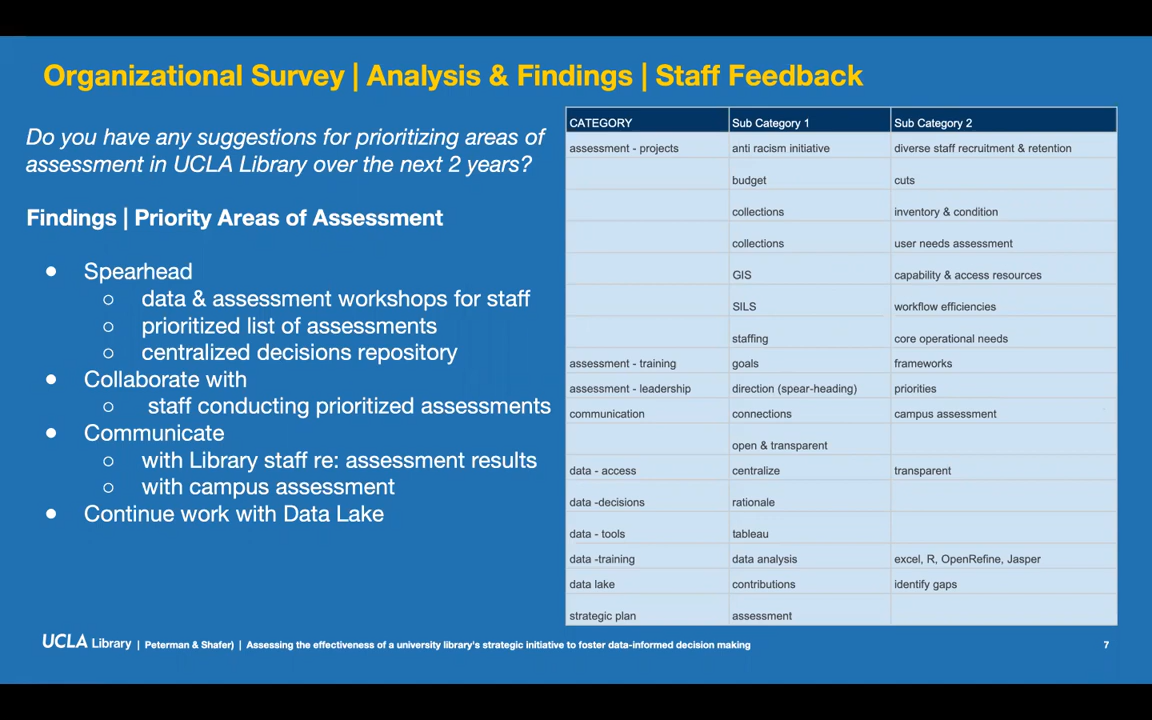 Organizational Survey | Analysis & Findings | Staff Feedback
Do you have any suggestions for prioritizing areas of
assessment in UCLA Library over the next 2 years?
Findings | Priority Areas of Assessment
● Spearhead
○ data & assessment workshops for staff
○ prioritized list of assessments
○ centralized decisions repository
● Collaborate with
○ staff conducting prioritized assessments
● Communicate
○ with Library staff re: assessment results
○ with campus assessment
● Continue work with Data Lake
CATEGORY Sub Category 1 Sub Category 2
assessment - projects anti racism initiative diverse staff recruitment & retention
budget cuts
collections inventory & condition
collections user needs assessment
GIS capability & access resources
SILS workflow efficiencies
staffing core operational needs
assessment - training goals frameworks
assessment - leadership direction (spear-heading) priorities
communication connections campus assessment
open & transparent
data - access centralize transparent
data -decisions rationale
data - tools tableau
data -training data analysis excel, R, OpenRefine, Jasper
data lake contributions identify gaps
strategic plan assessment
UCLA Library | Peterman & Shafer) | Assessing the effectiveness of a university library's strategic initiative to foster data-informed decision making 7